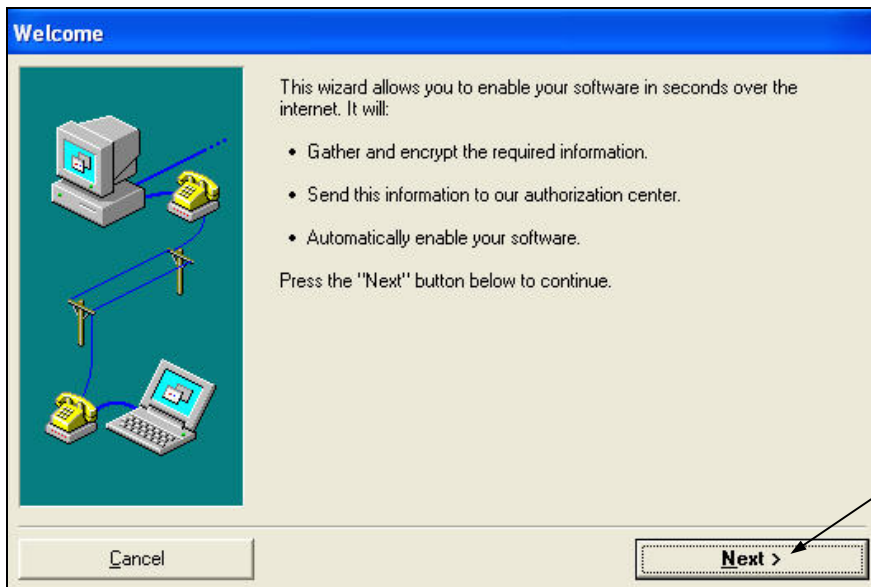 Welcome
This wizard allows you to enable your software in seconds over the
internet. It will:
• Gather and encrypt the required information.
• Send this information to our authorization center.
• Automatically enable your software.
Press the "Next" button below to continue.
Cancel
Next >